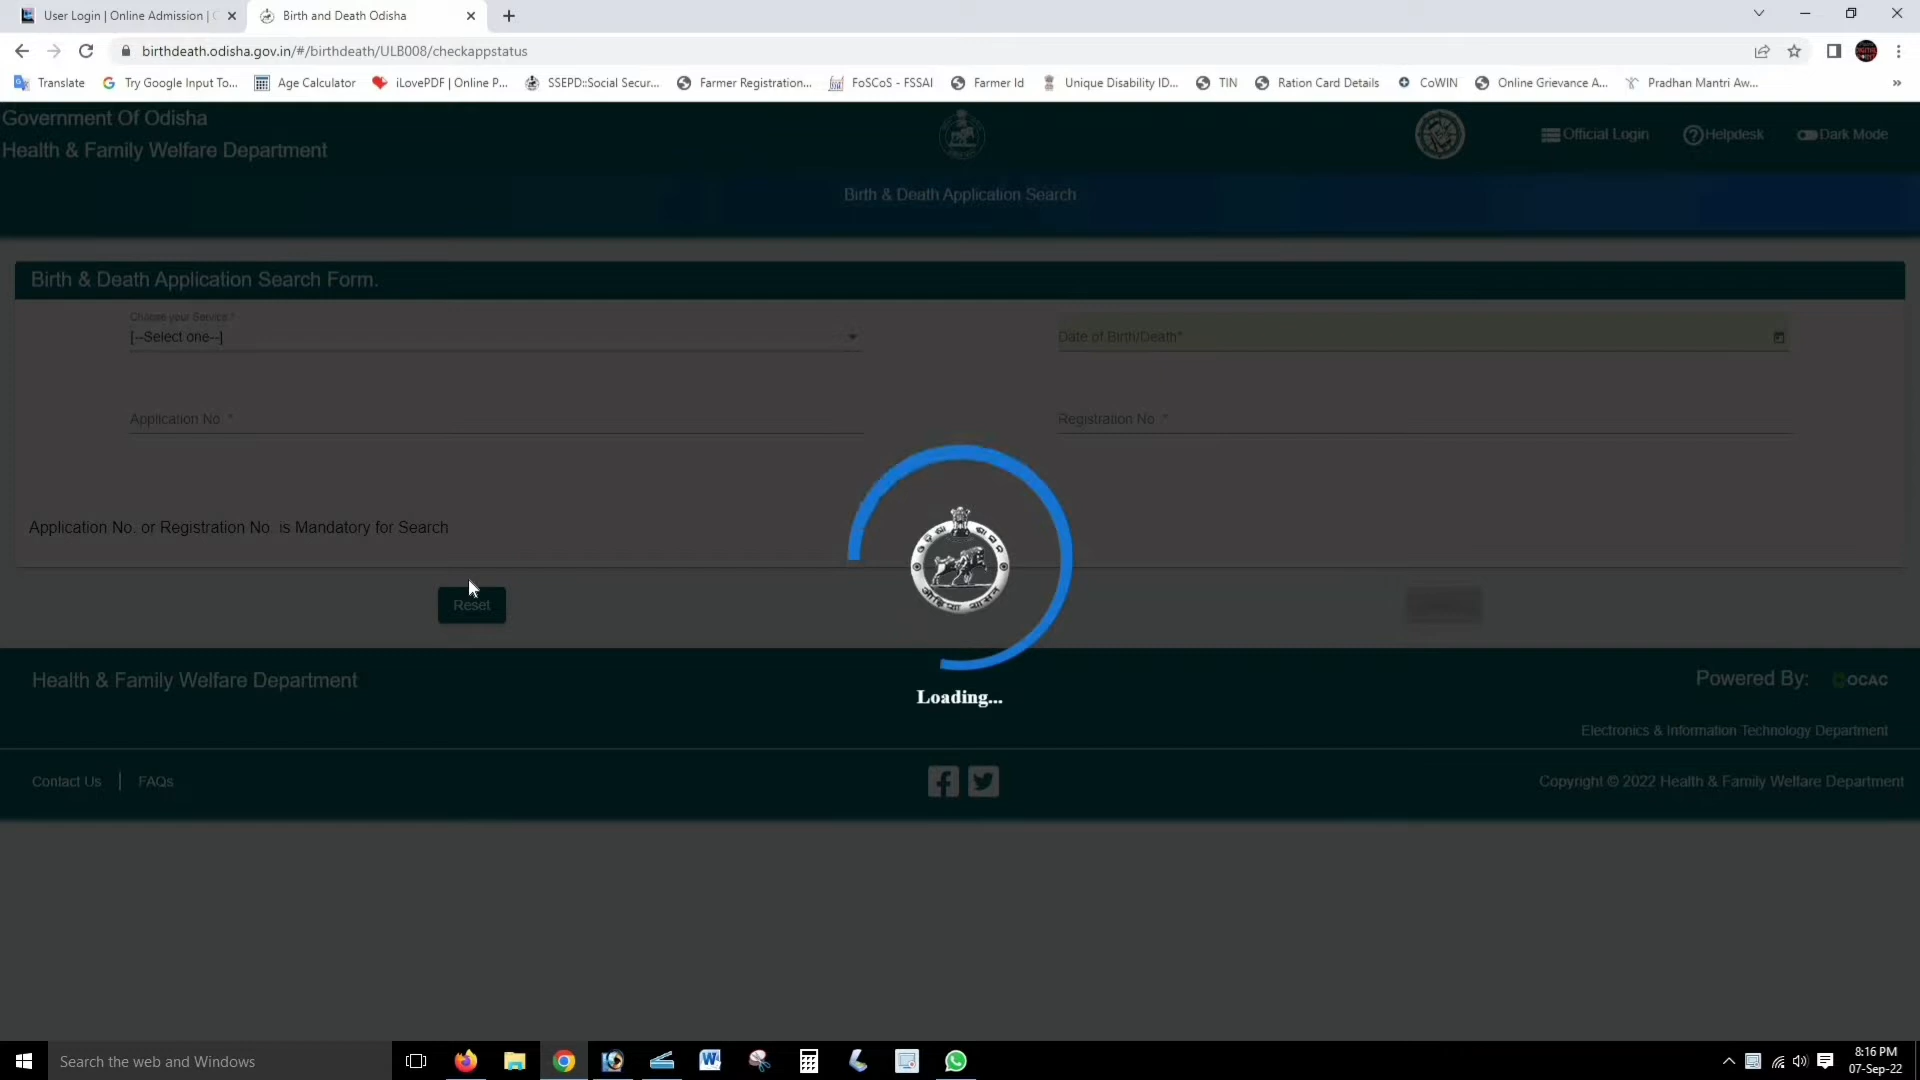 User Login | Online Admission |
Birth and Death Odisha
birthdeath.odisha.gov.in/#/birthdeath/ULB008/checkappstatus
Translate
Try Google Input To...
Age Calculator
iLovePDF | Online P...
SSEPD::Social Secur...
Farmer Registration...
FoSCoS - FSSAI
Farmer Id
Unique Disability ID...
TIN
Ration Card Details
CoWIN
Online Grievance A...
Pradhan Mantri Aw...
»
Government Of Odisha
Health & Family Welfare Department
Official Login
Helpdesk
Dark Mode
Birth & Death Application Search
Birth & Death Application Search Form.
Choose your Service *
[--Select one--]
Date of Birth/Death*
Application No. *
Registration No. *
Application No. or Registration No. is Mandatory for Search
Reset
Loading...
Health & Family Welfare Department
Powered By:
OCAC
Electronics & Information Technology Department
Contact Us
FAQs
Copyright © 2022 Health & Family Welfare Department
Search the web and Windows
8:16 PM
07-Sep-22